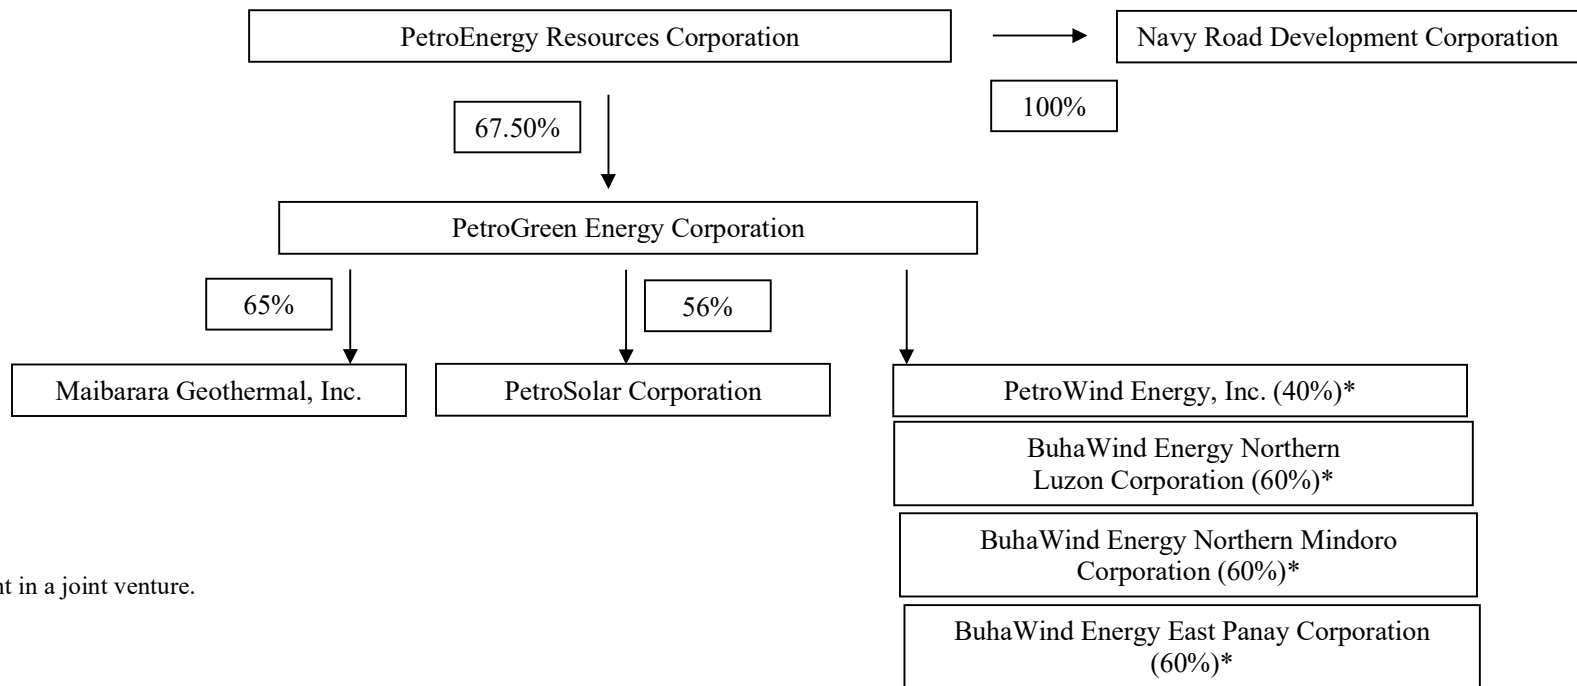 PetroEnergy Resources Corporation
Navy Road Development Corporation
67.50%
100%
PetroGreen Energy Corporation
65%
56%
Maibarara Geothermal, Inc.
PetroSolar Corporation
PetroWind Energy, Inc. (40%)*
BuhaWind Energy Northern
Luzon Corporation (60%)*
BuhaWind Energy Northern Mindoro
Corporation (60%)*
in a joint venture.
BuhaWind Energy East Panay Corporation
(60%)*